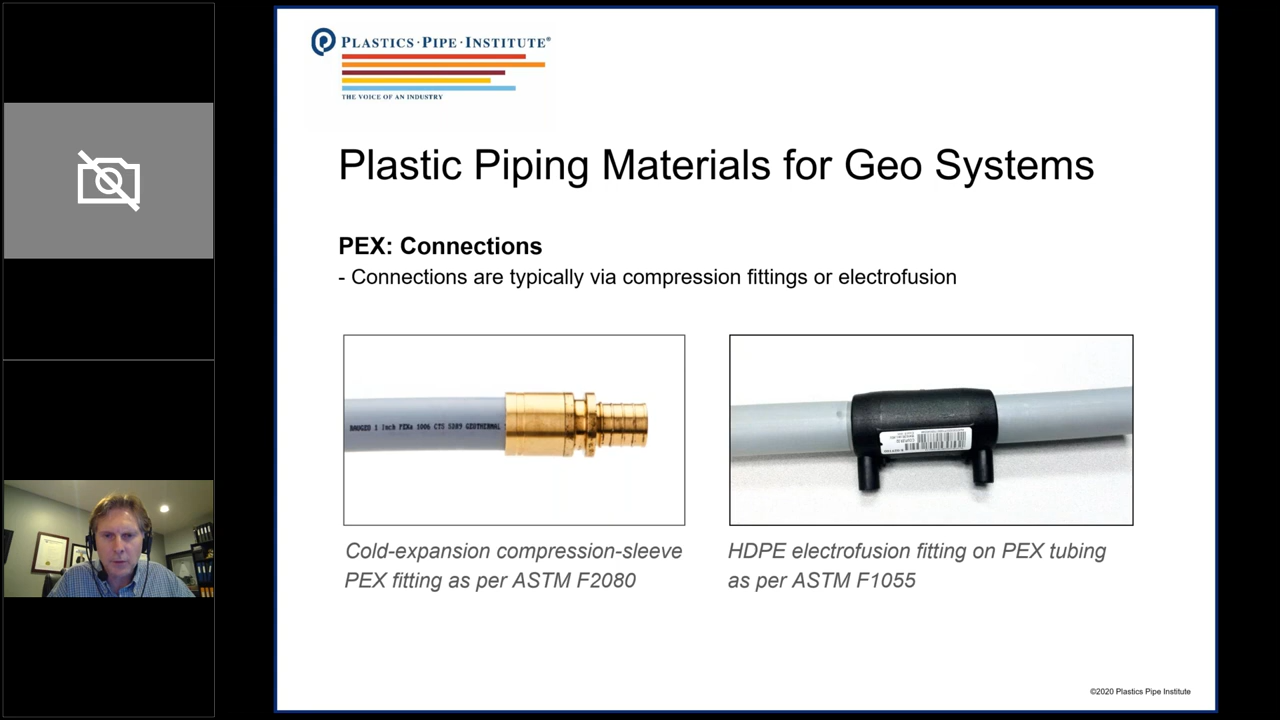 PLASTICS·PIPE·INSTITUTE®
THE VOICE OF AN INDUSTRY
Plastic Piping Materials for Geo Systems
PEX: Connections
- Connections are typically via compression fittings or electrofusion
RAUGEO 1 Inch PEXa 1006 CTS SDR9 GEOTHERMAL
Cold-expansion compression-sleeve
PEX fitting as per ASTM F2080
HDPE electrofusion fitting on PEX tubing
as per ASTM F1055
©2020 Plastics Pipe Institute